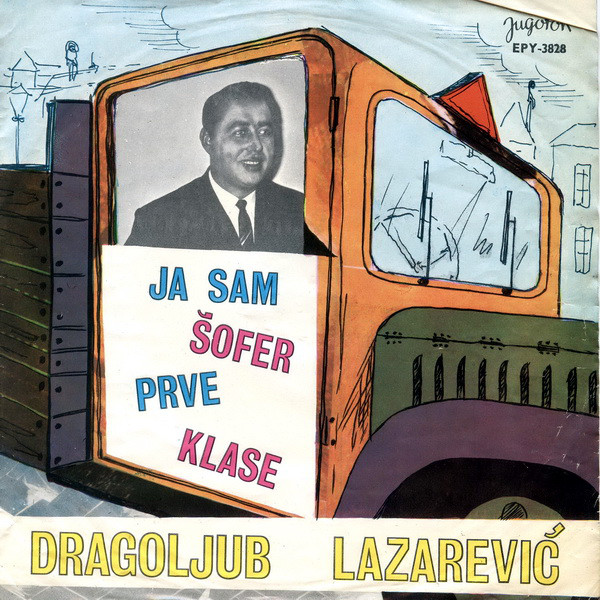 Jugoton
EPY-3828
JA SAM
ŠOFER
PRVE
KLASE
DRAGOLJUB LAZAREVIĆ